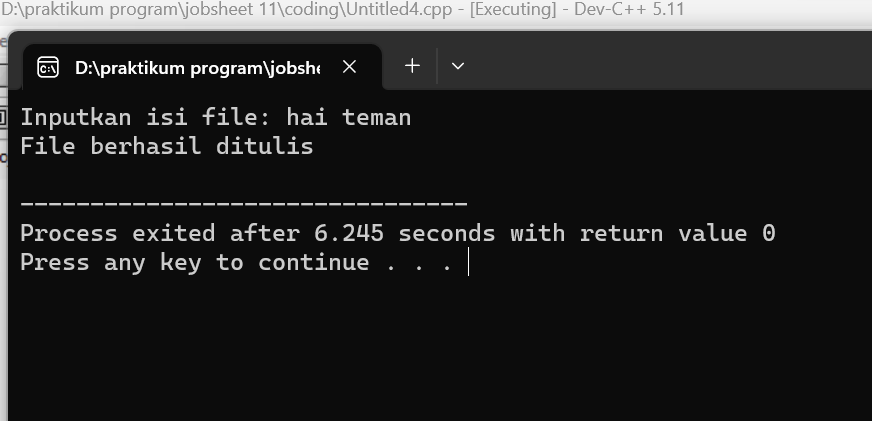 D:\praktikum program\jobsheet 11\coding\Untitled4.cpp - [Executing] - Dev-C++ 5.11
D:\praktikum program\jobshe
Inputkan isi file: hai teman
File berhasil ditulis
--------------------------------
Process exited after 6.245 seconds with return value 0
Press any key to continue . . .